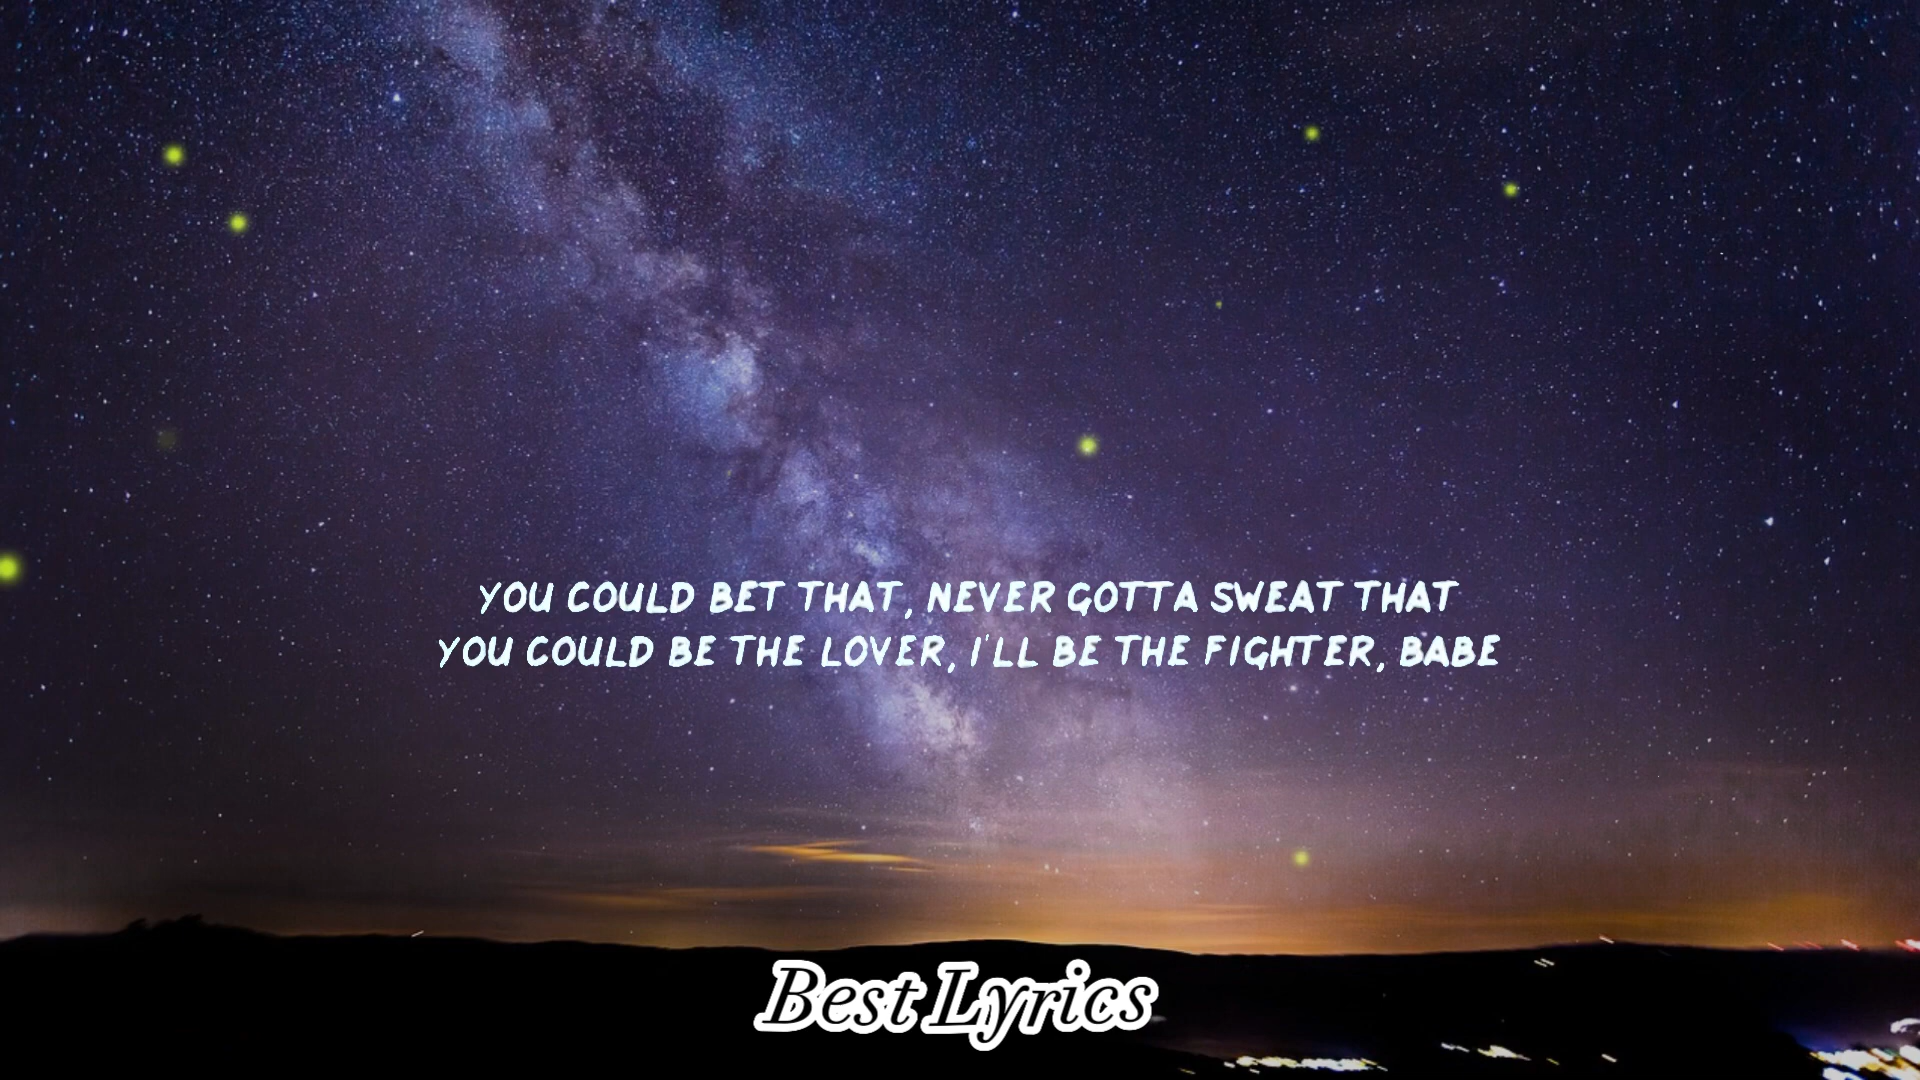 YOU COULD BET THAT, NEVER GOTTA SWEAT THAT
YOU COULD BE THE LOVER, I'LL BE THE FIGHTER, BABE
Best Lyrics